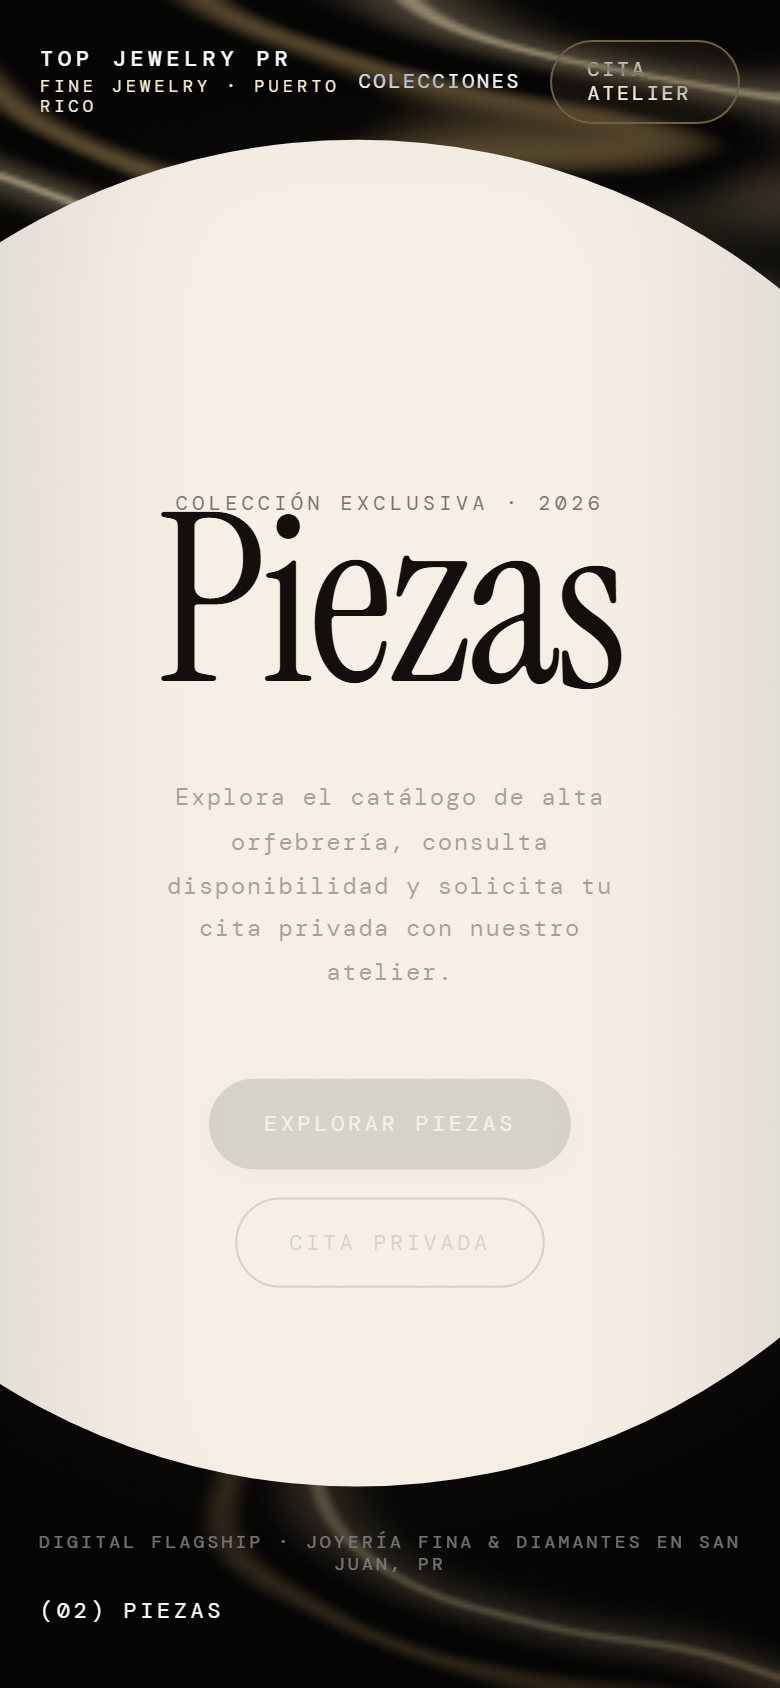 TOP JEWELRY PR
FINE JEWELRY · PUERTO
RICO
COLECCIONES
CITA
ATELIER
COLECCIÓN EXCLUSIVA · 2026
Piezas
Explora el catálogo de alta
orfebrería, consulta
disponibilidad y solicita tu
cita privada con nuestro
atelier.
EXPLORAR PIEZAS
CITA PRIVADA
DIGITAL FLAGSHIP · JOYERÍA FINA & DIAMANTES EN SAN
JUAN, PR
(02) PIEZAS